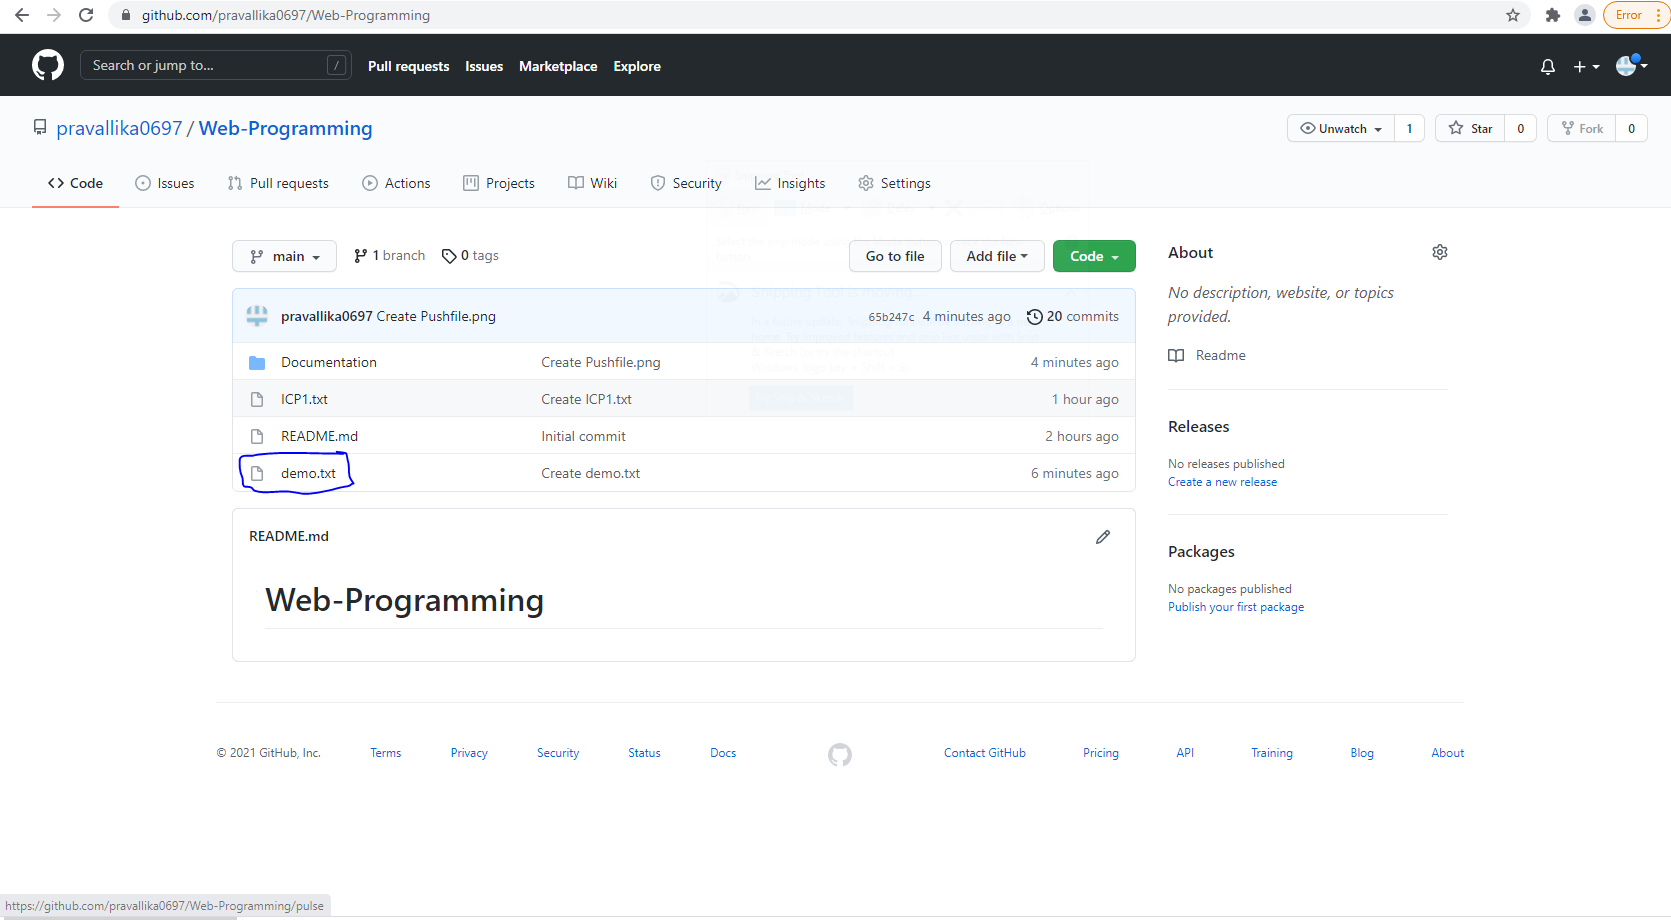 github.com/pravallika0697/Web-Programming
Error
Search or jump to...
/
Pull requests Issues Marketplace Explore
pravallika0697 / Web-Programming
Unwatch 1 Star 0 Fork 0
Code Issues Pull requests Actions Projects Wiki Security Insights Settings
main 1 branch 0 tags Go to file Add file Code
pravallika0697 Create Pushfile.png 65b247c 4 minutes ago 20 commits
Documentation Create Pushfile.png 4 minutes ago
ICP1.txt Create ICP1.txt 1 hour ago
README.md Initial commit 2 hours ago
demo.txt Create demo.txt 6 minutes ago
README.md
Web-Programming
About
No description, website, or topics
provided.
Readme
Releases
No releases published
Create a new release
Packages
No packages published
Publish your first package
© 2021 GitHub, Inc. Terms Privacy Security Status Docs Contact GitHub Pricing API Training Blog About
https://github.com/pravallika0697/Web-Programming/pulse